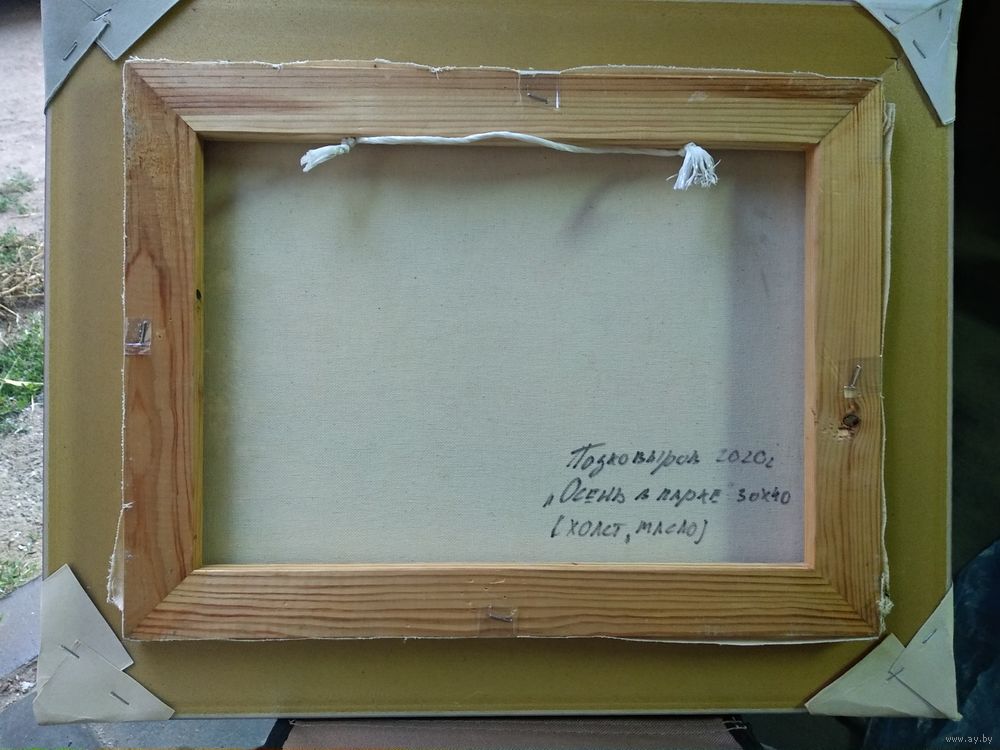 Подковыров 2020г
„Осень в парке" 30х40
(холст, масло)
www.ay.by